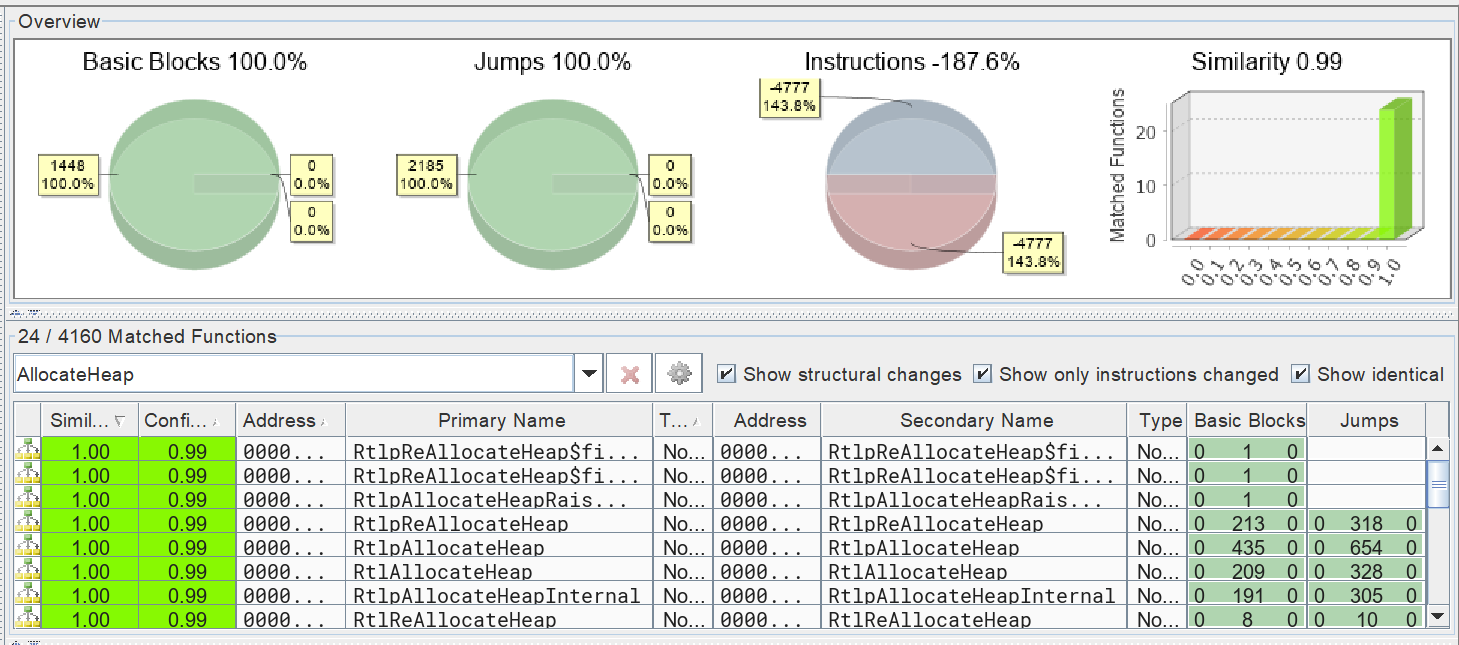 Overview
Basic Blocks 100.0%
Jumps 100.0%
Instructions -187.6%
Similarity 0.99
1448
100.0%
0
0.0%
0
0.0%
2185
100.0%
0
0.0%
0
0.0%
-4777
143.8%
-4777
143.8%
Matched Functions
20
10
0
0.0 0.1 0.2 0.3 0.4 0.5 0.6 0.7 0.8 0.9 1.0
24 / 4160 Matched Functions
AllocateHeap
Show structural changes
Show only instructions changed
Show identical
Simil... Confi... Address Primary Name T... Address Secondary Name Type Basic Blocks Jumps
1.00 0.99 0000... RtlpReAllocateHeap$fi... No... 0000... RtlpReAllocateHeap$fi... No... 0 1 0
1.00 0.99 0000... RtlpReAllocateHeap$fi... No... 0000... RtlpReAllocateHeap$fi... No... 0 1 0
1.00 0.99 0000... RtlpAllocateHeapRais... No... 0000... RtlpAllocateHeapRais... No... 0 1 0
1.00 0.99 0000... RtlpReAllocateHeap No... 0000... RtlpReAllocateHeap No... 0 213 0 0 318 0
1.00 0.99 0000... RtlpAllocateHeap No... 0000... RtlpAllocateHeap No... 0 435 0 0 654 0
1.00 0.99 0000... RtlAllocateHeap No... 0000... RtlAllocateHeap No... 0 209 0 0 328 0
1.00 0.99 0000... RtlpAllocateHeapInternal No... 0000... RtlpAllocateHeapInternal No... 0 191 0 0 305 0
1.00 0.99 0000... RtlReAllocateHeap No... 0000... RtlReAllocateHeap No... 0 8 0 0 10 0